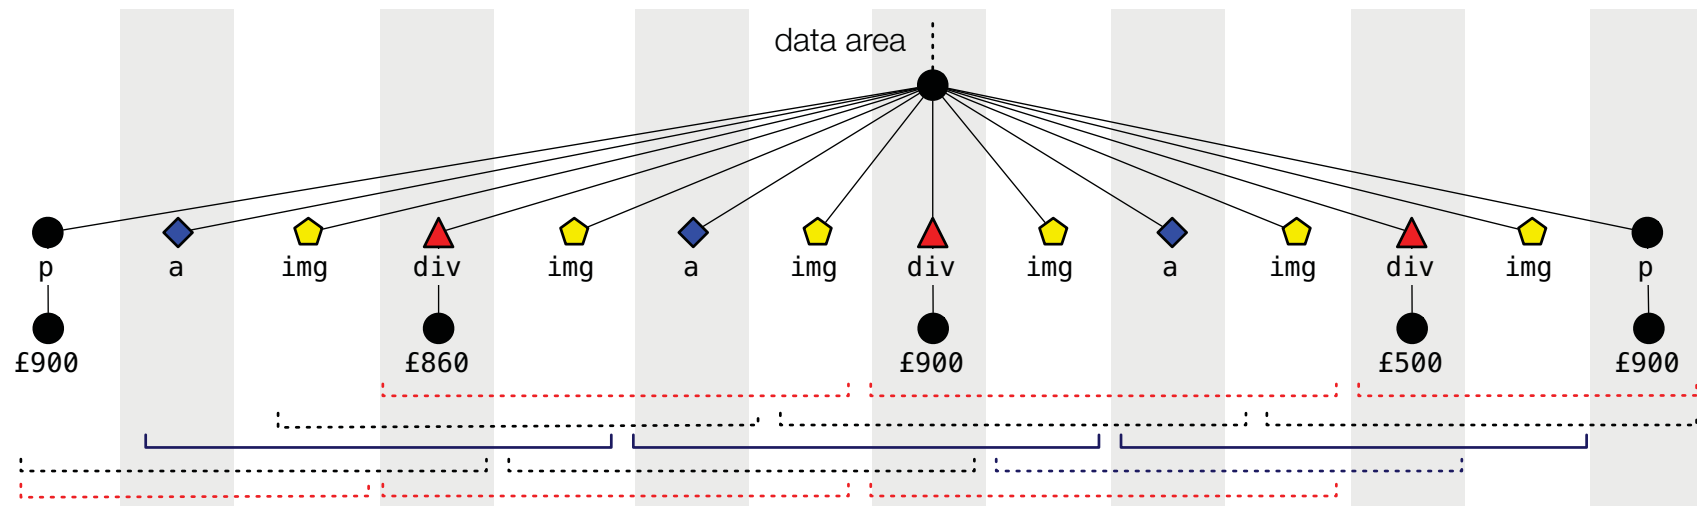 data area
p a img div img a img div img a img div img p
£900 £860 £900 £500 £900